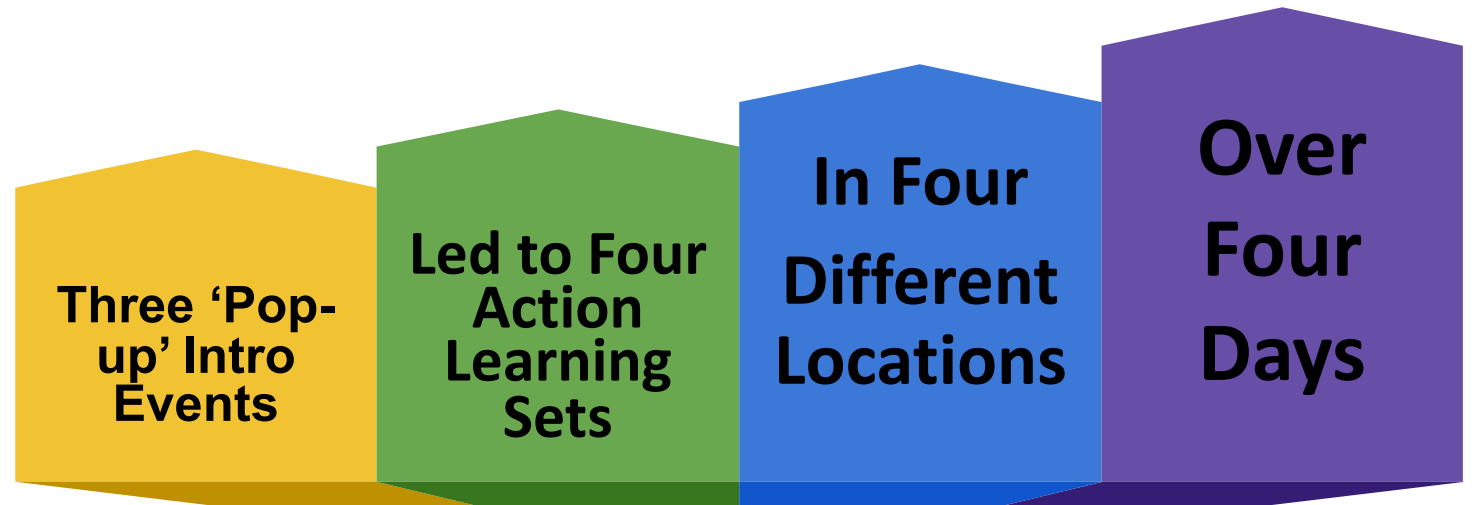 Three ‘Pop-
up’ Intro
Events
Led to Four
Action
Learning
Sets
In Four
Different
Locations
Over
Four
Days